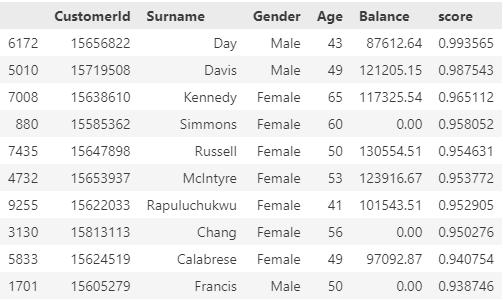 CustomerId Surname Gender Age Balance score
6172 15656822 Day Male 43 87612.64 0.993565
5010 15719508 Davis Male 49 121205.15 0.987543
7008 15638610 Kennedy Female 65 117325.54 0.965112
880 15585362 Simmons Female 60 0.00 0.958052
7435 15647898 Russell Female 50 130554.51 0.954631
4732 15653937 McIntyre Female 53 123916.67 0.953772
9255 15622033 Rapuluchukwu Female 41 101543.51 0.952905
3130 15813113 Chang Female 56 0.00 0.950276
5833 15624519 Calabrese Female 49 97092.87 0.940754
1701 15605279 Francis Male 50 0.00 0.938746